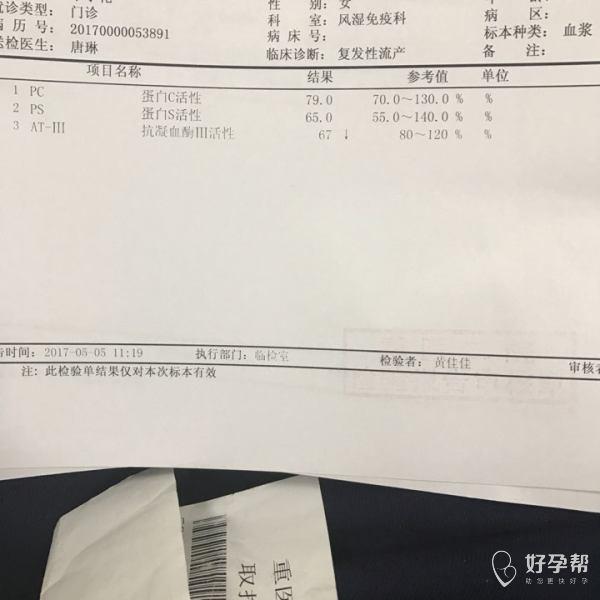 就诊类型: 门诊 性 别: 女 病 区:
病 历 号: 20170000053891 科 室: 风湿免疫科 标本种类: 血浆
送检医生: 唐琳 病 床 号: 备 注:
临床诊断: 复发性流产
项目名称 结果 参考值 单位
1 PC 蛋白C活性 79.0 70.0～130.0 % %
2 PS 蛋白S活性 65.0 55.0～140.0 % %
3 AT-III 抗凝血酶III活性 67 ↓ 80～120 % %
告时间: 2017-05-05 11:19 执行部门: 临检室 检验者: 黄佳佳 审核者
注: 此检验单结果仅对本次标本有效
重医
取报
好孕帮
助您更快好孕